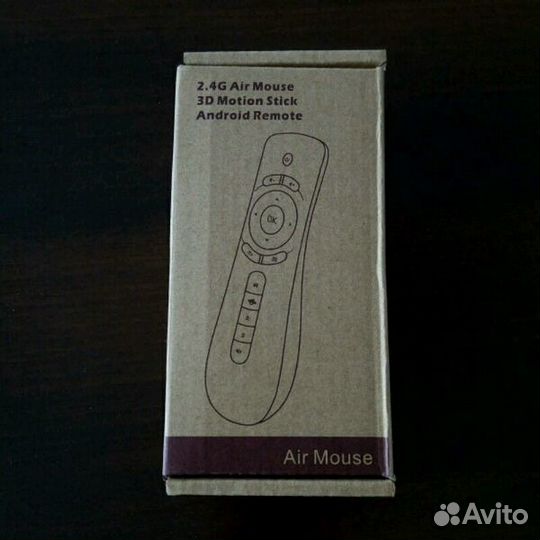 2.4G Air Mouse
3D Motion Stick
Android Remote
OK
Air Mouse
Avito